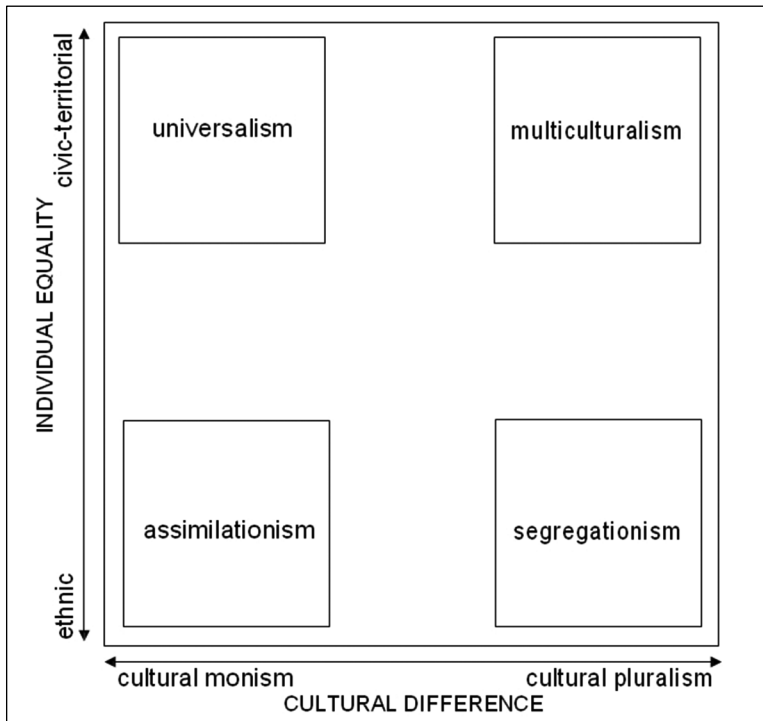 civic-territorial
universalism
multiculturalism
INDIVIDUAL EQUALITY
assimilationism
segregationism
ethnic
cultural monism
cultural pluralism
CULTURAL DIFFERENCE